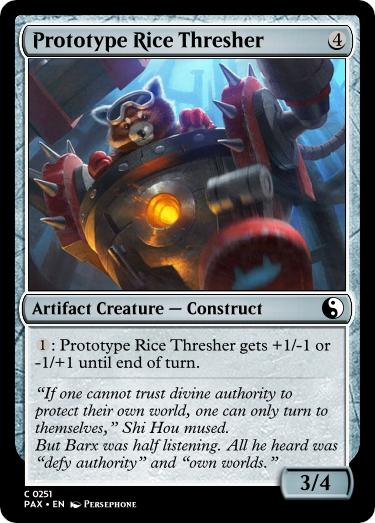 Prototype Rice Thresher 4
Artifact Creature — Construct
1: Prototype Rice Thresher gets +1/-1 or
-1/+1 until end of turn.
“If one cannot trust divine authority to
protect their own world, one can only turn to
themselves,” Shi Hou mused.
But Barx was half listening. All he heard was
“defy authority” and “own worlds.”
3/4
C 0251
PAX • EN Persephone